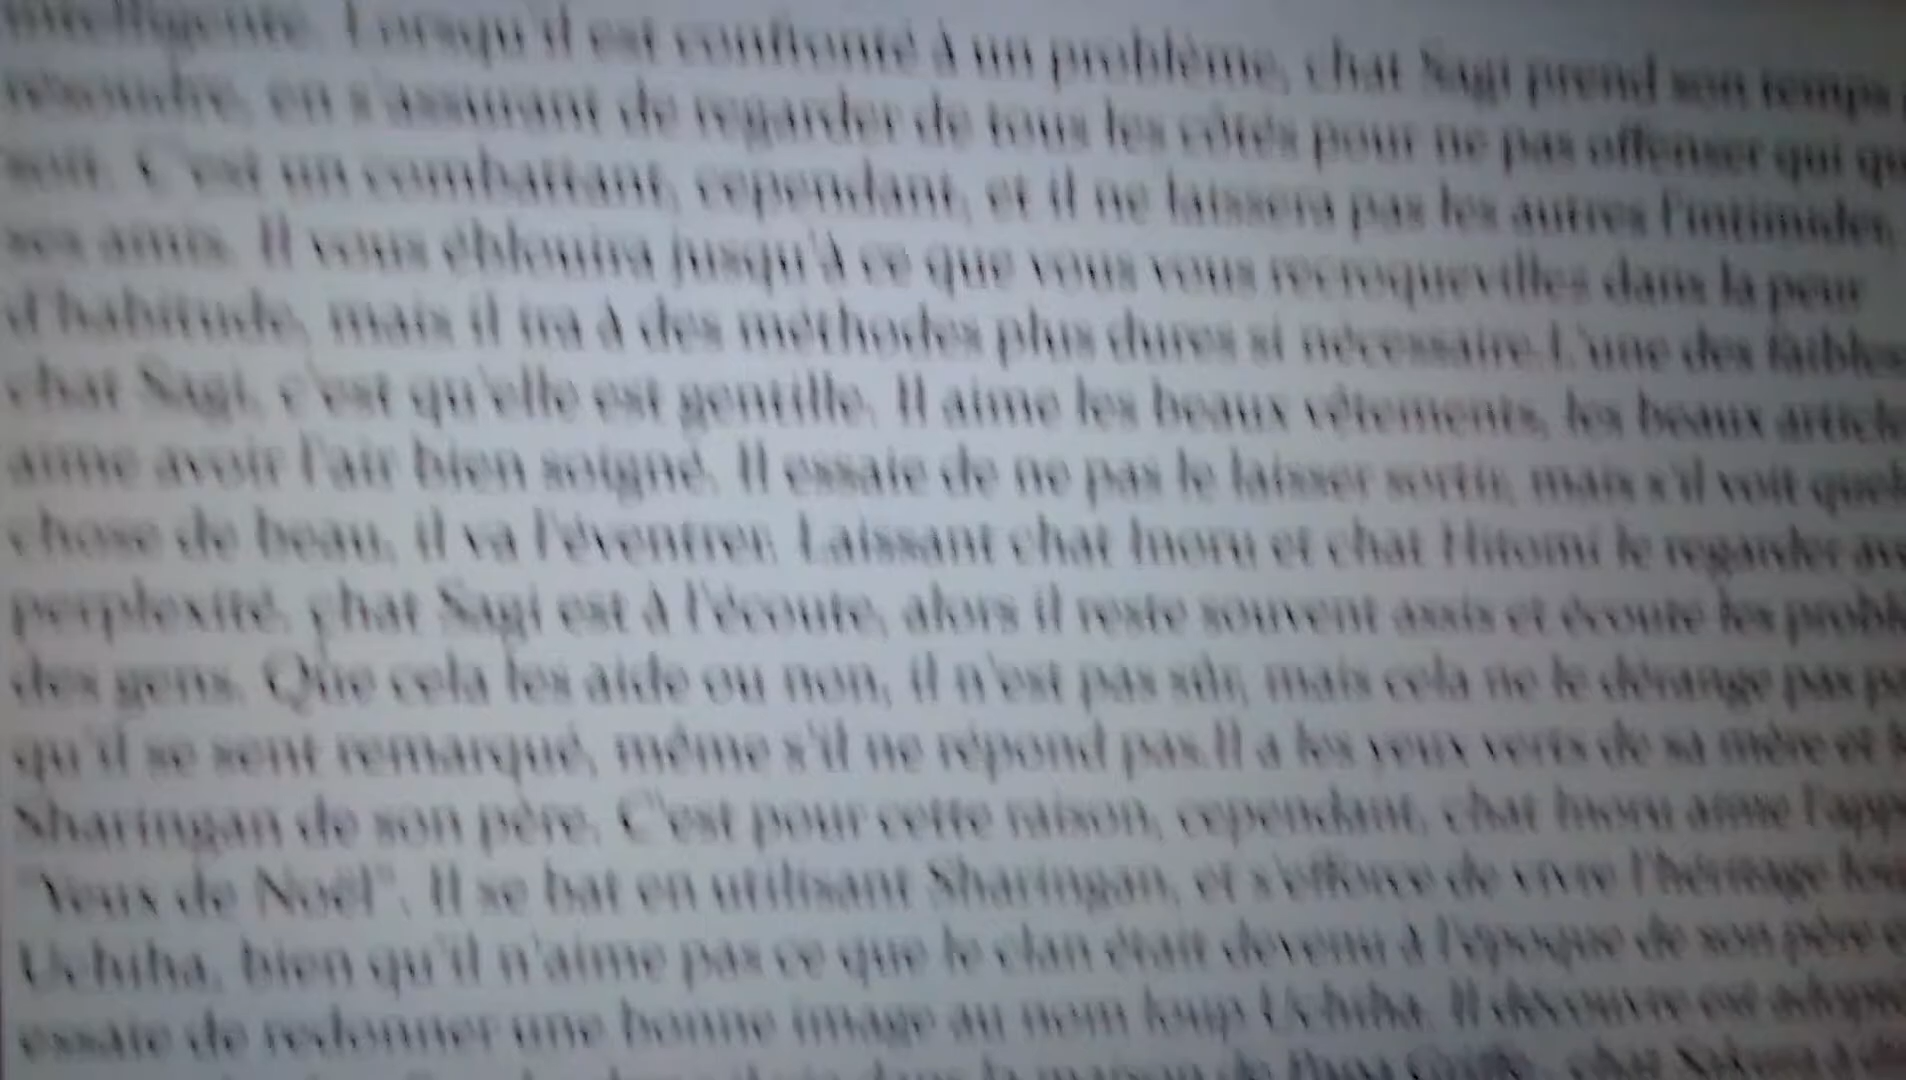 intelligente. Lorsqu'il est confronté à un problème, chat Sagi prend son temps
résoudre, en s'assurant de regarder de tous les côtés pour ne pas offenser qui
soit. C'est un combattant, cependant, et il ne laissera pas les autres l'intimider,
ses amis. Il vous éblouira jusqu'à ce que vous vous recroquevilles dans la peur
d'habitude, mais il ira à des méthodes plus dures si nécessaire.L'une des
chat Sagi, c'est qu'elle est gentille. Il aime les beaux vêtements, les beaux
aime avoir l'air bien soigné. Il essaie de ne pas le laisser sortir, mais s'il voit
chose de beau, il va l'éventrer. Laissant chat Inoru et chat Hitomi le regarder
perplexité. chat Sagi est à l'écoute, alors il reste souvent assis et écoute les
des gens. Que cela les aide ou non, il n'est pas sûr, mais cela ne le dérange pas
qu'il se sent remarqué, même s'il ne répond pas.Il a les yeux verts de sa mère et
Sharingan de son père. C'est pour cette raison, cependant, chat Inoru aime
"Yeux de Noël". Il se bat en utilisant Sharingan, et s'efforce de vivre l'héritage
Uchiha, bien qu'il n'aime pas ce que le clan était devenu à l'époque de son père
essaie de redonner une bonne image au nom loup Uchiha. Il découvre est
dans la maison de chat